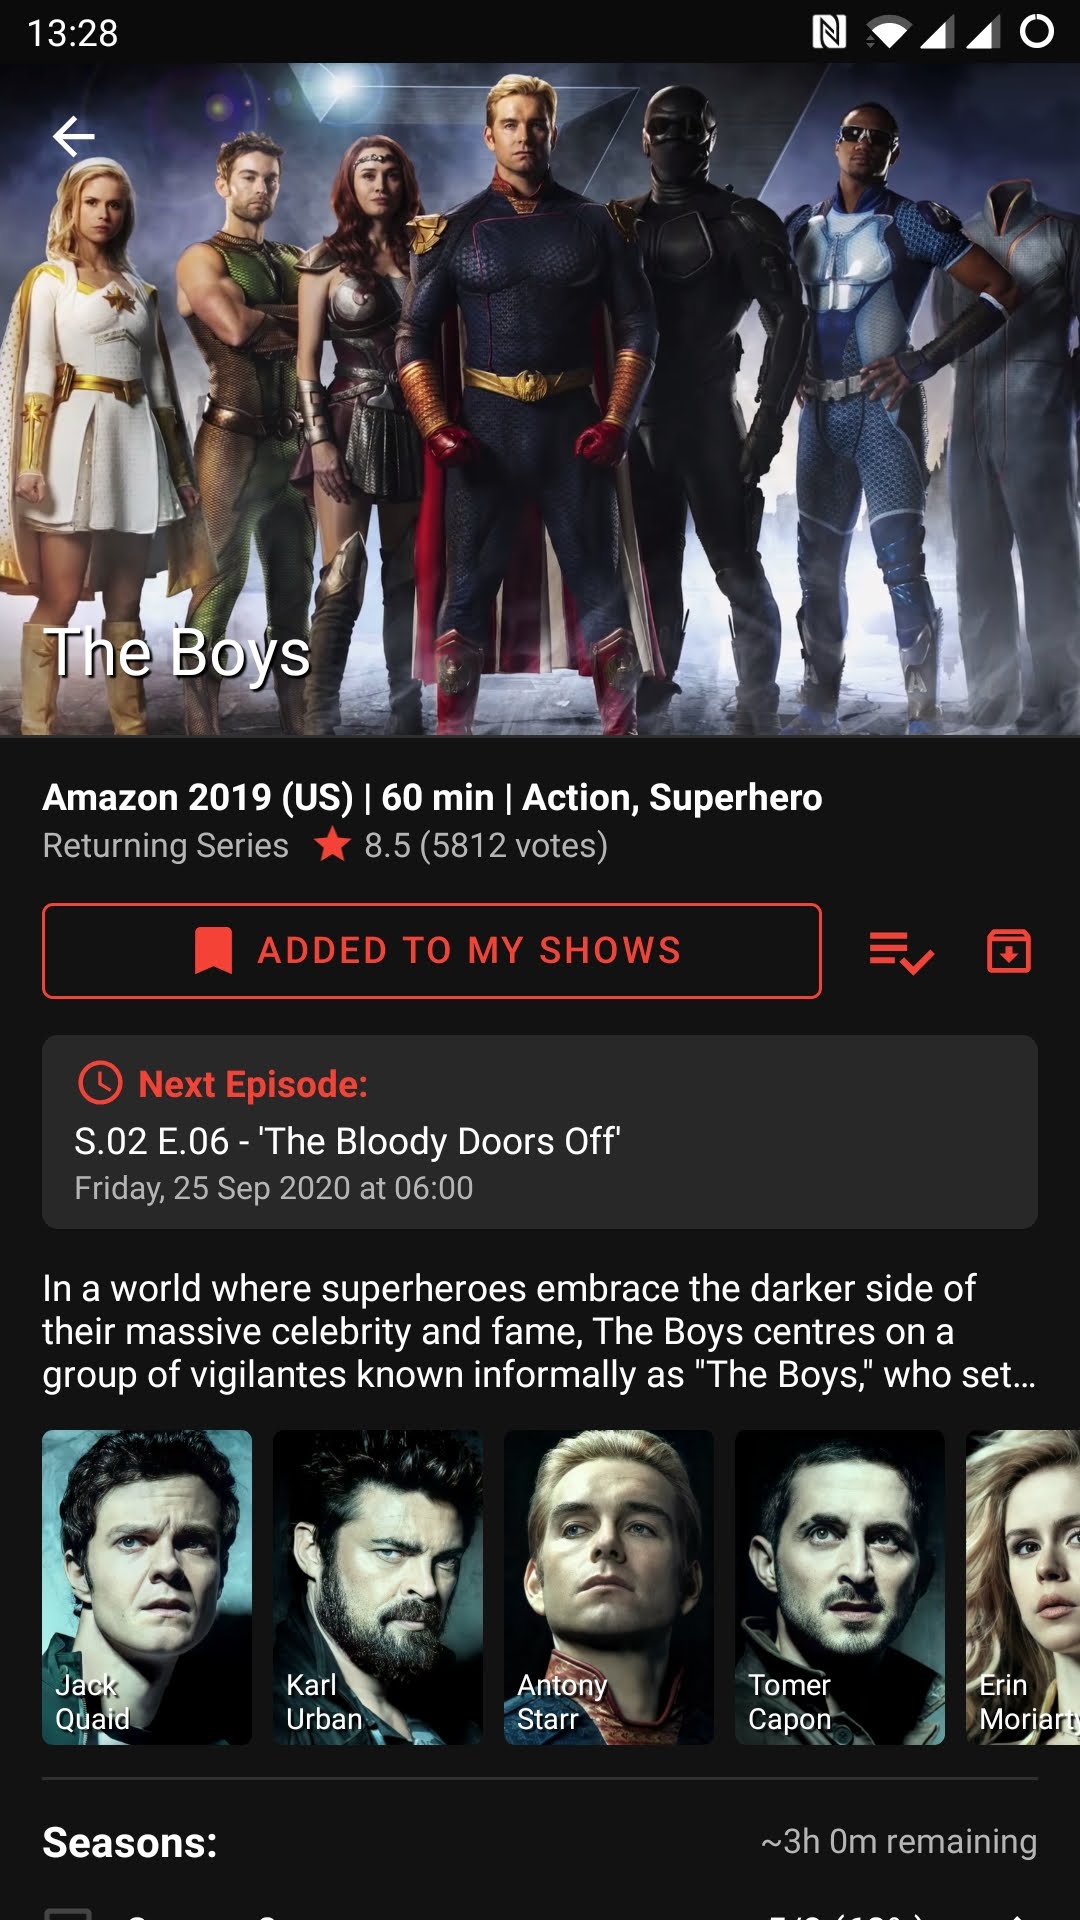 13:28
The Boys
Amazon 2019 (US) | 60 min | Action, Superhero
Returning Series ★ 8.5 (5812 votes)
ADDED TO MY SHOWS
Next Episode:
S.02 E.06 - 'The Bloody Doors Off'
Friday, 25 Sep 2020 at 06:00
In a world where superheroes embrace the darker side of
their massive celebrity and fame, The Boys centres on a
group of vigilantes known informally as "The Boys," who set…
Jack
Quaid
Karl
Urban
Antony
Starr
Tomer
Capon
Erin
Moriarty
Seasons:
~3h 0m remaining